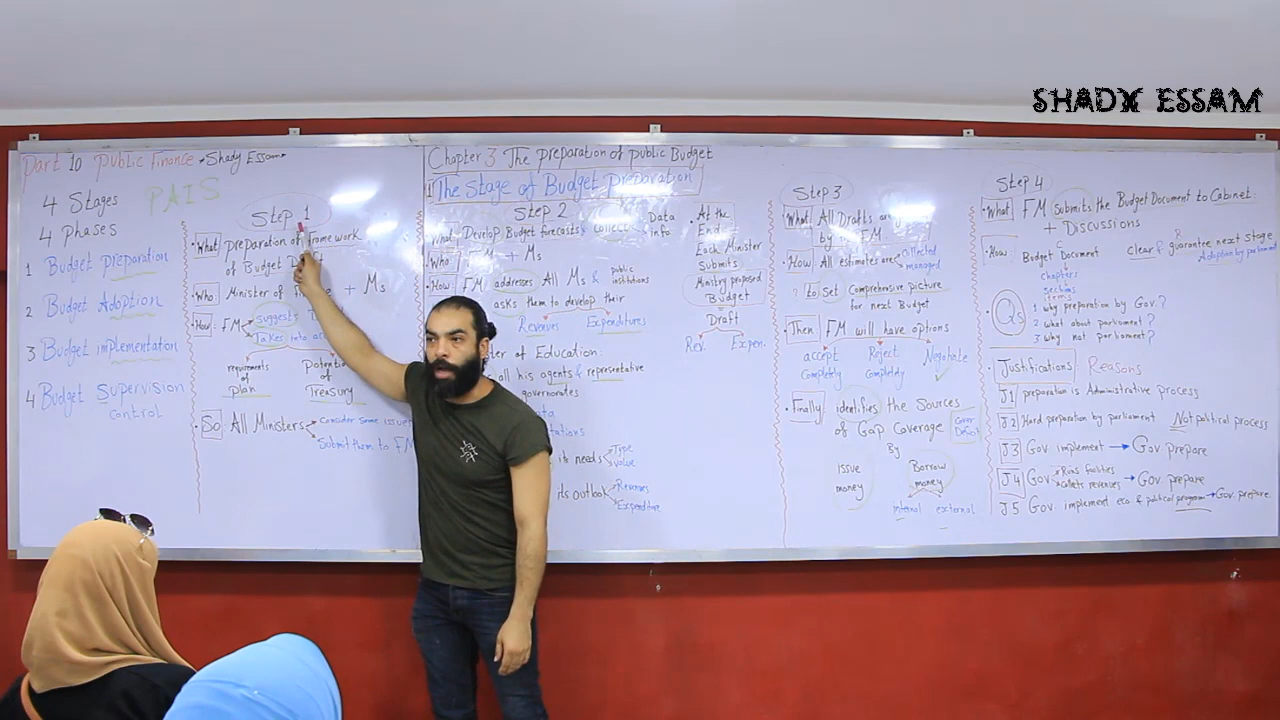 SHADY ESSAM
Part 10 Public Finance • Shady Essam •
4 Stages
PAIS
4 Phases
1 Budget preparation
2 Budget Adoption
3 Budget implementation
4 Budget Supervision
control
Step 1
• What preparation of frame work
of Budget
• Who Minister of + Ms
• How FM suggests
Takes into
requirements
of
plan
of
Treasury
• So All Ministers
Consider some issues
Submit them to FM
Chapter 3 The preparation of public Budget
1 The Stage of Budget Preparation
Step 2
What Develop Budget forecasts & collect
Data
info
• Who FM + Ms
• How FM addresses All Ms & public
institutions
asks them to develop their
Revenues Expenditures
of Education:
all his agents & representative
governorates
its needs
Type
Value
its outlook
Revenues
Expenditure
• At the
End
Each Minister
Submits
Ministry proposed
Budget
=
Draft
Rev. Expen.
Step 3
What All Drafts are
by FM
• How All estimates are
collected
managed
to Set Comprehensive picture
for next Budget
Then FM will have options
accept
Completely
Reject
Completely
Negotiate
• Finally identifies the Sources
of Gap Coverage
Cover
Deficit
By
Issue
money
Borrow
money
internal external
Step 4
• What FM Submits the Budget Document to Cabinet:
+ Discussions
• How: Budget Document
C
chapters
sections
items
clear & guarantee next stage
R
Adoption by parliament
• Qs
1 why preparation by Gov.?
2 what about parliament?
3 why not parliament?
• Justifications Reasons
J1 preparation is Administrative process
J2 Hard preparation by parliament Not political process
J3 Gov implement → Gov prepare
J4 Gov
Runs facilities
collects revenues
→ Gov. prepare
J5 Gov implement eco. & political program → Gov. prepare.